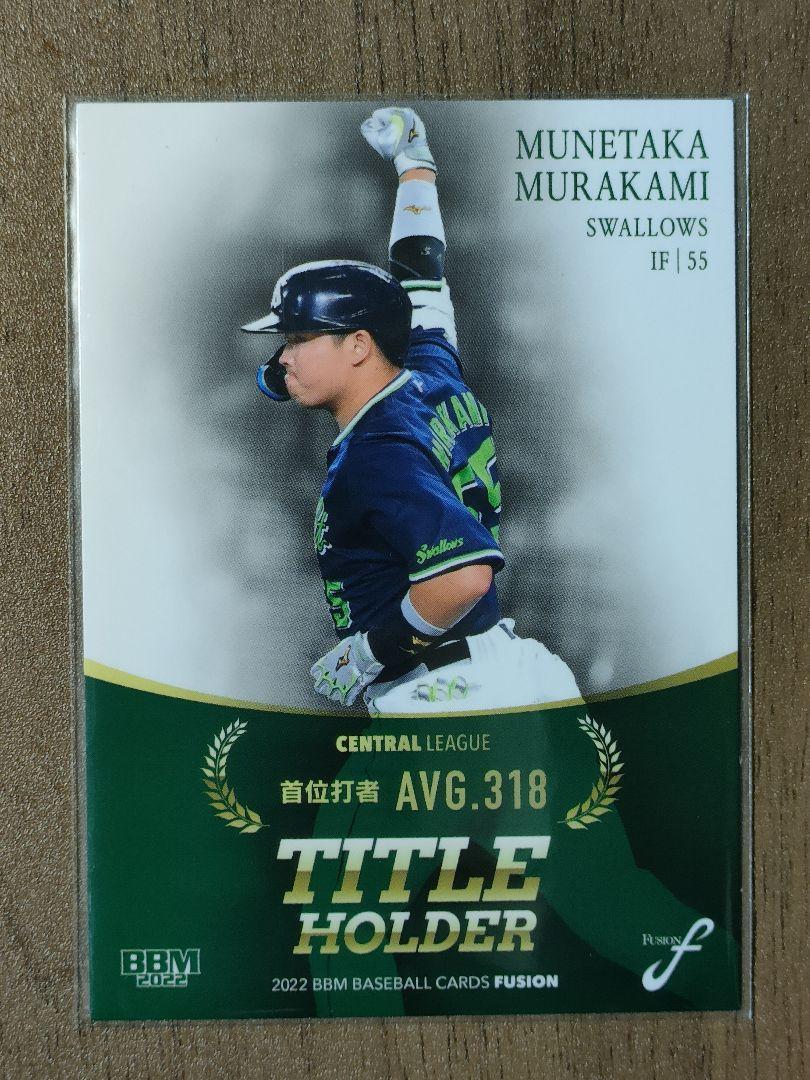 MUNETAKA
MURAKAMI
SWALLOWS
IF | 55
Swallows
CENTRAL LEAGUE
首位打者 AVG.318
TITLE
HOLDER
BBM
2022
2022 BBM BASEBALL CARDS FUSION
FUSION f